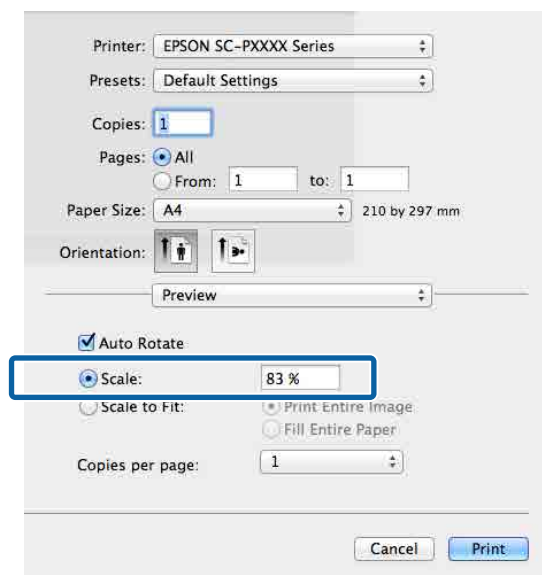 Printer: EPSON SC-PXXXX Series
Presets: Default Settings
Copies: 1
Pages: All
From: 1 to: 1
Paper Size: A4 210 by 297 mm
Orientation:
Preview
Auto Rotate
Scale: 83 %
Scale to Fit: Print Entire Image
Fill Entire Paper
Copies per page: 1
Cancel Print